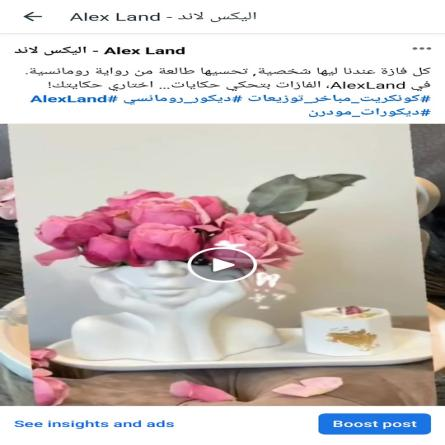 اليكس لاند - Alex Land
اليكس لاند - Alex Land
كل فازة عندنا ليها شخصية, تحسيها طالعة من رواية رومانسية.
في AlexLand، الفازات بتحكي حكايات... اختاري حكايتك!
#كونكريت_مباخر_توزيعات #ديكور_رومانسي #AlexLand
#ديكورات_مودرن
See insights and ads
Boost post